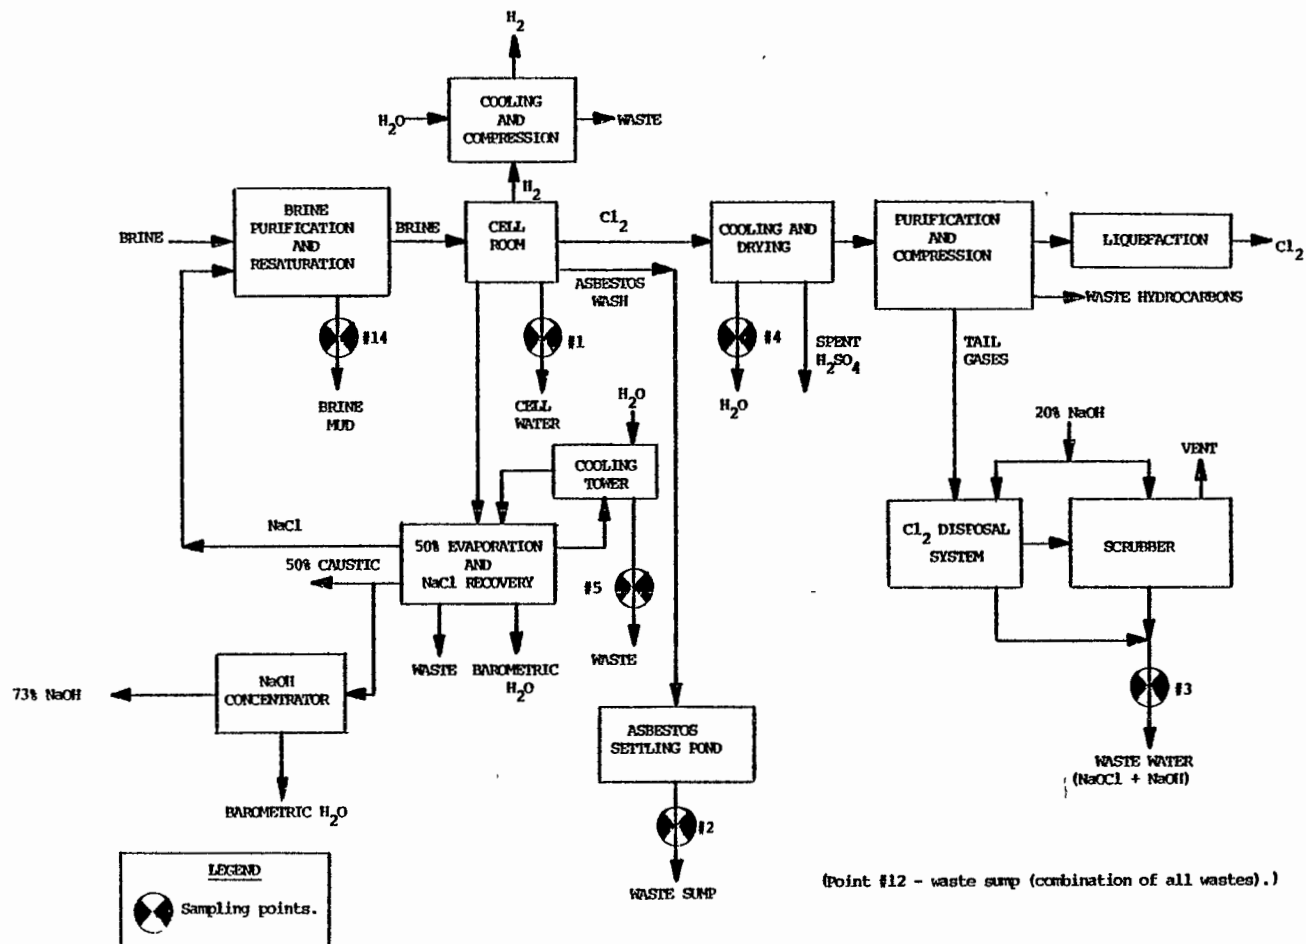 H2
COOLING
AND
COMPRESSION
H2O
WASTE
H2
BRINE
BRINE
PURIFICATION
AND
RESATURATION
BRINE
CELL
ROOM
Cl2
COOLING AND
DRYING
PURIFICATION
AND
COMPRESSION
LIQUEFACTION
Cl2
ASBESTOS
WASH
WASTE HYDROCARBONS
#14
#1
#4
SPENT
H2SO4
TAIL
GASES
BRINE
MUD
CELL
WATER
H2O
H2O
20% NaOH
VENT
COOLING
TOWER
NaCl
50% CAUSTIC
50% EVAPORATION
AND
NaCl RECOVERY
Cl2 DISPOSAL
SYSTEM
SCRUBBER
#5
WASTE
BAROMETRIC
H2O
WASTE
73% NaOH
NaOH
CONCENTRATOR
#3
ASBESTOS
SETTLING POND
WASTE WATER
(NaOCl + NaOH)
BAROMETRIC H2O
#2
LEGEND
Sampling points.
WASTE SUMP
(Point #12 - waste sump (combination of all wastes).)